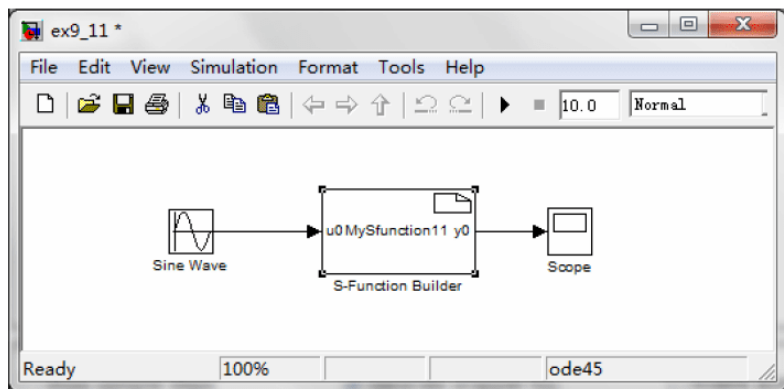 ex9_11 *
File Edit View Simulation Format Tools Help
10.0 Normal
u0 MySfunction11 y0
Sine Wave
S-Function Builder
Scope
Ready 100% ode45